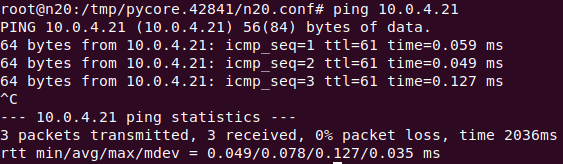 root@n20:/tmp/pycore.42841/n20.conf# ping 10.0.4.21
PING 10.0.4.21 (10.0.4.21) 56(84) bytes of data.
64 bytes from 10.0.4.21: icmp_seq=1 ttl=61 time=0.059 ms
64 bytes from 10.0.4.21: icmp_seq=2 ttl=61 time=0.049 ms
64 bytes from 10.0.4.21: icmp_seq=3 ttl=61 time=0.127 ms
^C
--- 10.0.4.21 ping statistics ---
3 packets transmitted, 3 received, 0% packet loss, time 2036ms
rtt min/avg/max/mdev = 0.049/0.078/0.127/0.035 ms